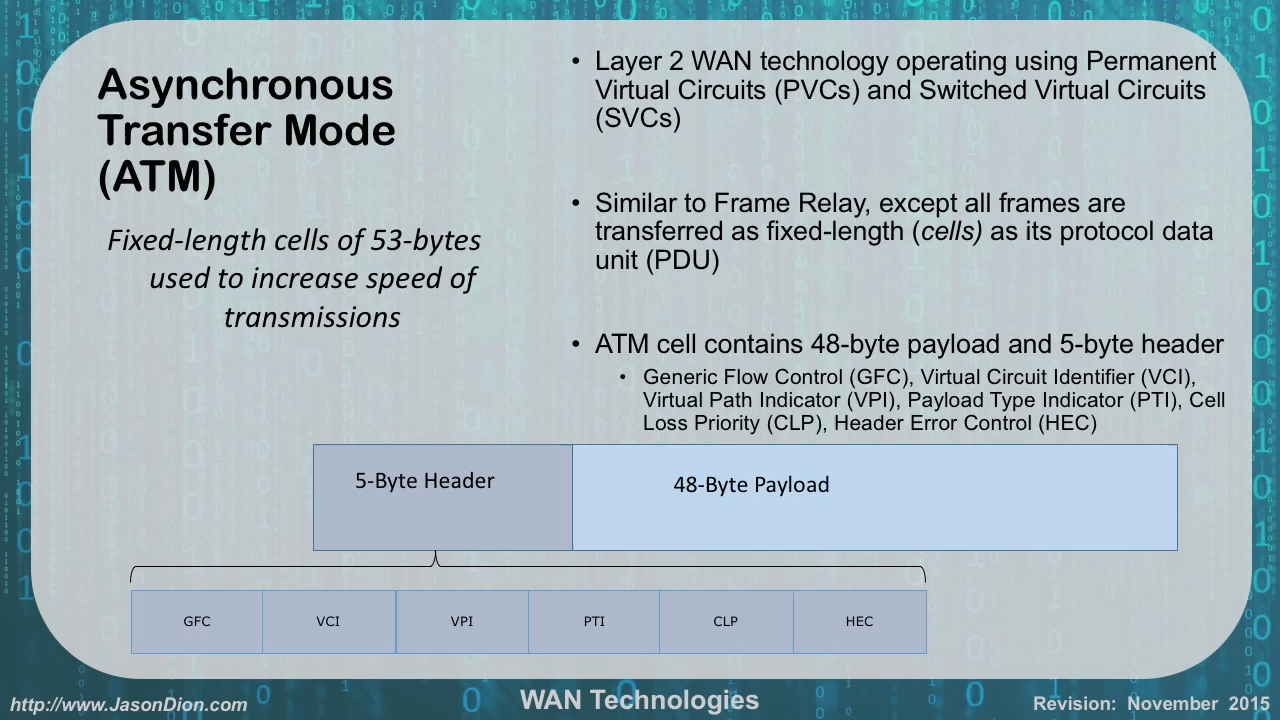 Asynchronous
Transfer Mode
(ATM)
Fixed-length cells of 53-bytes
used to increase speed of
transmissions
• Layer 2 WAN technology operating using Permanent
Virtual Circuits (PVCs) and Switched Virtual Circuits
(SVCs)
• Similar to Frame Relay, except all frames are
transferred as fixed-length (cells) as its protocol data
unit (PDU)
• ATM cell contains 48-byte payload and 5-byte header
• Generic Flow Control (GFC), Virtual Circuit Identifier (VCI),
Virtual Path Indicator (VPI), Payload Type Indicator (PTI), Cell
Loss Priority (CLP), Header Error Control (HEC)
5-Byte Header
48-Byte Payload
GFC
VCI
VPI
PTI
CLP
HEC
http://www.JasonDion.com
WAN Technologies
Revision: November 2015